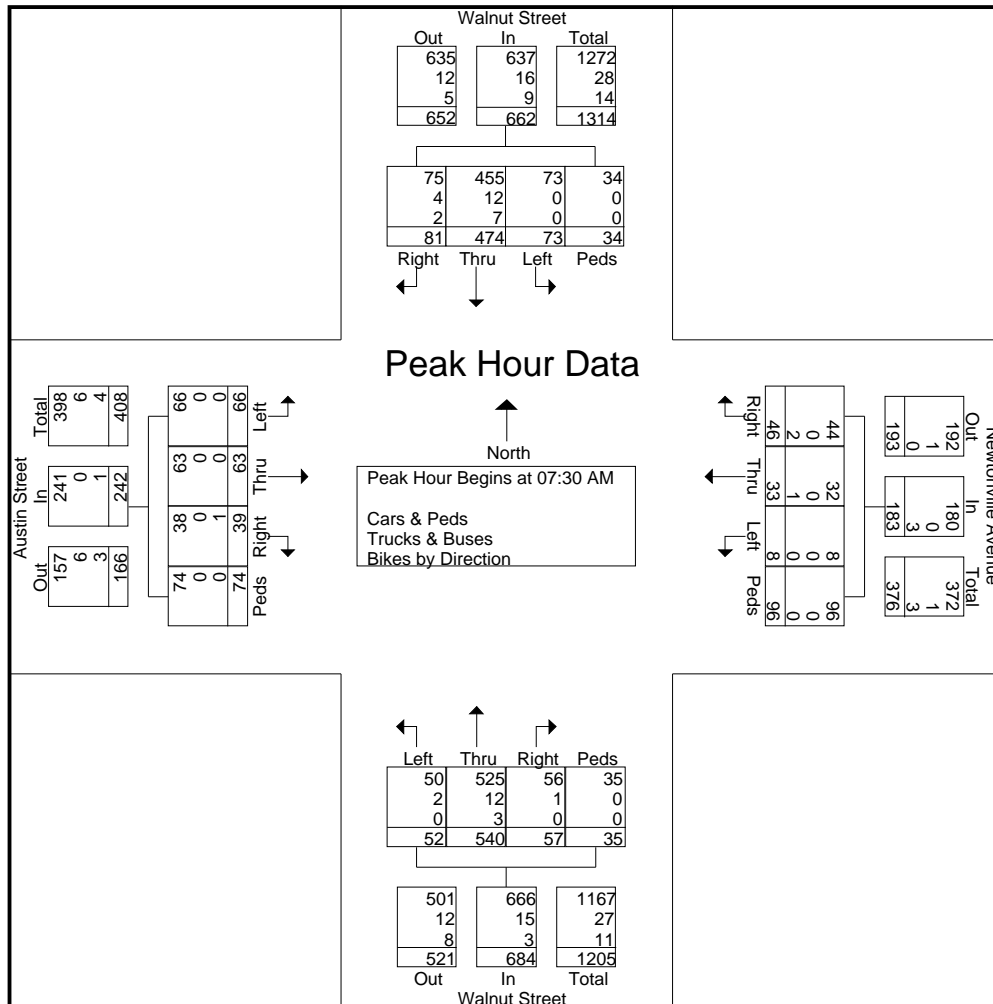 Walnut Street
Out In Total
635 637 1272
12 16 28
5 9 14
652 662 1314
75 455 73 34
4 12 0 0
2 7 0 0
81 474 73 34
Right Thru Left Peds
Peak Hour Data
North
Peak Hour Begins at 07:30 AM
Cars & Peds
Trucks & Buses
Bikes by Direction
Austin Street
Total In Out
398 241 157
6 0 6
4 1 3
408 242 166
66 63 38 74
0 0 0 0
0 0 1 0
66 63 39 74
Left Thru Right Peds
Right Thru Left Peds
44 32 8 96
0 0 0 0
2 1 0 0
46 33 8 96
Newtonville Avenue
Out In Total
192 180 372
1 0 1
0 3 3
193 183 376
Left Thru Right Peds
50 525 56 35
2 12 1 0
0 3 0 0
52 540 57 35
501 666 1167
12 15 27
8 3 11
521 684 1205
Out In Total
Walnut Street